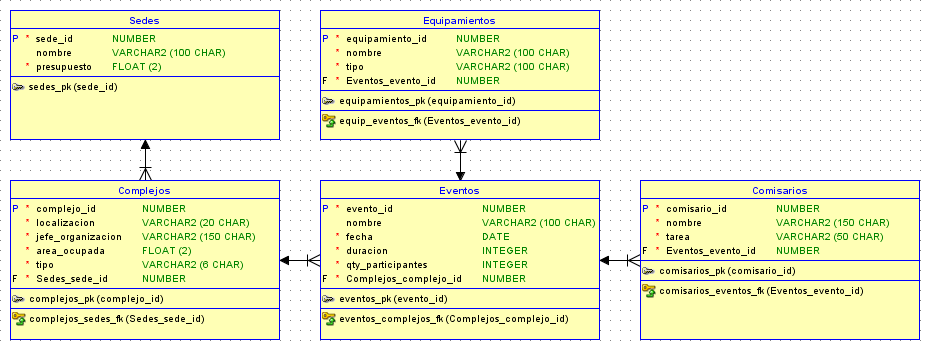 Sedes
P * sede_id NUMBER
nombre VARCHAR2 (100 CHAR)
* presupuesto FLOAT (2)
sedes_pk (sede_id)
Equipamientos
P * equipamiento_id NUMBER
* nombre VARCHAR2 (100 CHAR)
* tipo VARCHAR2 (100 CHAR)
F * Eventos_evento_id NUMBER
equipamientos_pk (equipamiento_id)
equip_eventos_fk (Eventos_evento_id)
Complejos
P * complejo_id NUMBER
* localizacion VARCHAR2 (20 CHAR)
* jefe_organizacion VARCHAR2 (150 CHAR)
* area_ocupada FLOAT (2)
* tipo VARCHAR2 (6 CHAR)
F * Sedes_sede_id NUMBER
complejos_pk (complejo_id)
complejos_sedes_fk (Sedes_sede_id)
Eventos
P * evento_id NUMBER
nombre VARCHAR2 (100 CHAR)
* fecha DATE
* duracion INTEGER
* qty_participantes INTEGER
F * Complejos_complejo_id NUMBER
eventos_pk (evento_id)
eventos_complejos_fk (Complejos_complejo_id)
Comisarios
P * comisario_id NUMBER
* nombre VARCHAR2 (150 CHAR)
* tarea VARCHAR2 (50 CHAR)
F * Eventos_evento_id NUMBER
comisarios_pk (comisario_id)
comisarios_eventos_fk (Eventos_evento_id)